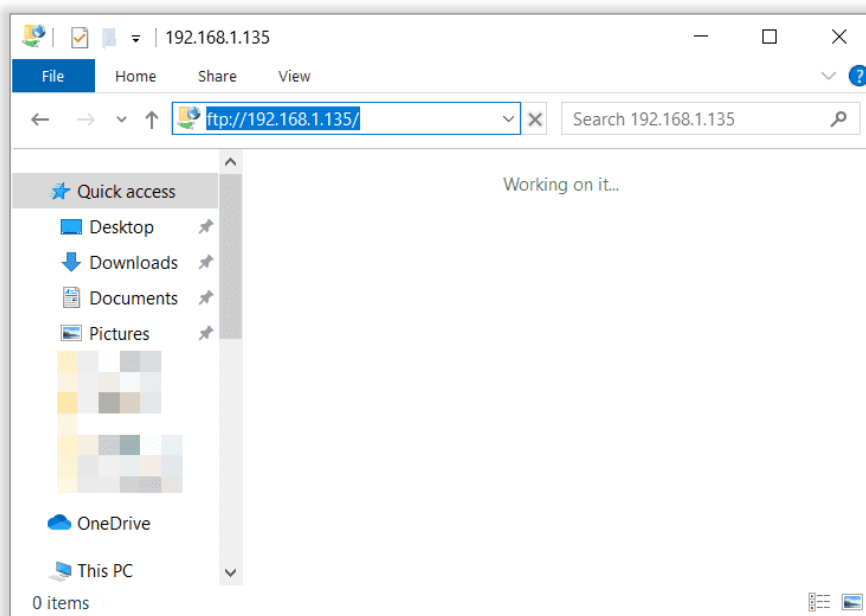 192.168.1.135
File Home Share View ?
ftp://192.168.1.135/ Search 192.168.1.135
Working on it...
Quick access
Desktop
Downloads
Documents
Pictures
OneDrive
This PC
0 items